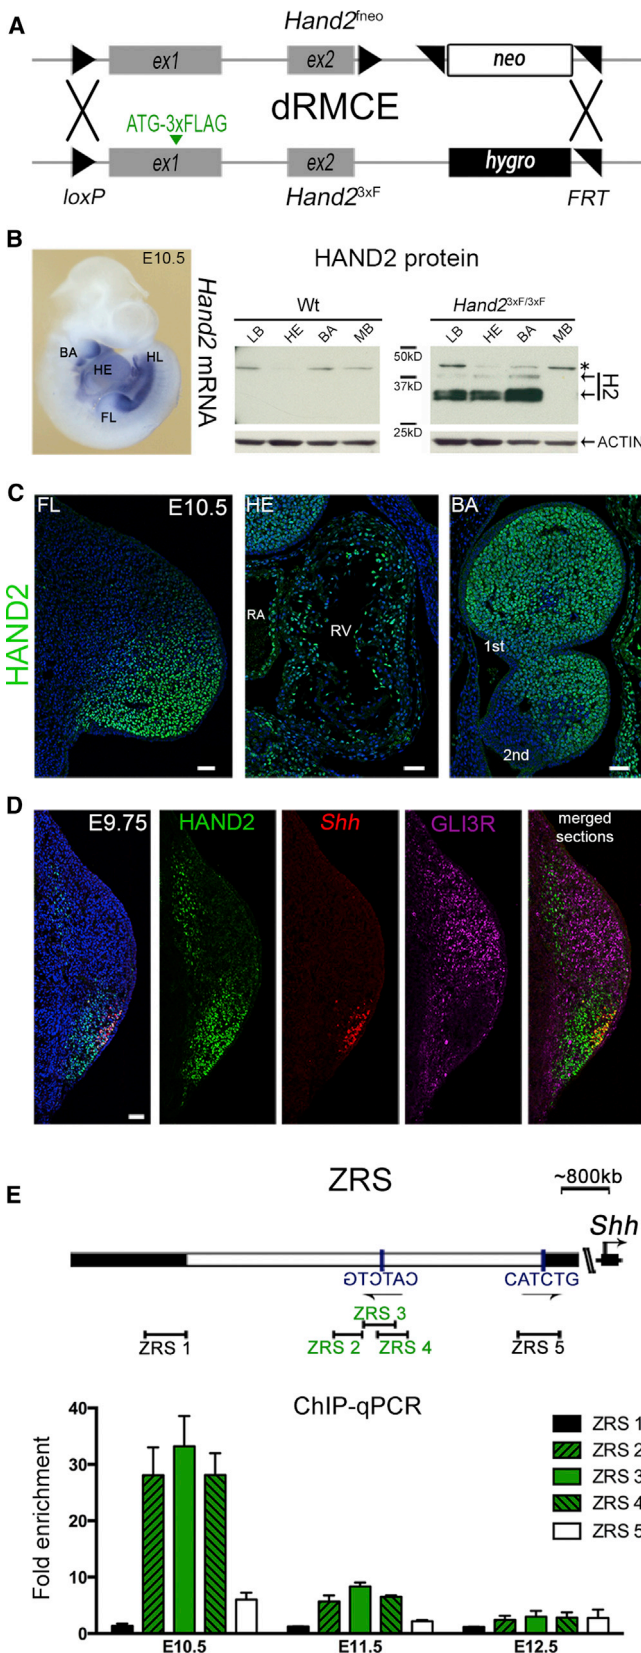 A
Hand2fneo
ex1
ex2
neo
dRMCE
ATG-3xFLAG
ex1
ex2
hygro
loxP
Hand23xF
FRT
B
E10.5
BA
HE
HL
FL
Hand2 mRNA
HAND2 protein
Wt
Hand23xF/3xF
LB
HE
BA
MB
LB
HE
BA
MB
50kD
37kD
25kD
*
H2
ACTIN
C
HAND2
FL
E10.5
HE
RA
RV
BA
1st
2nd
D
E9.75
HAND2
Shh
GLI3R
merged
sections
E
ZRS
~800kb
Shh
CATCTG
CATCTG
ZRS 1
ZRS 2
ZRS 3
ZRS 4
ZRS 5
ChIP-qPCR
Fold enrichment
40
30
20
10
0
E10.5
E11.5
E12.5
ZRS 1
ZRS 2
ZRS 3
ZRS 4
ZRS 5